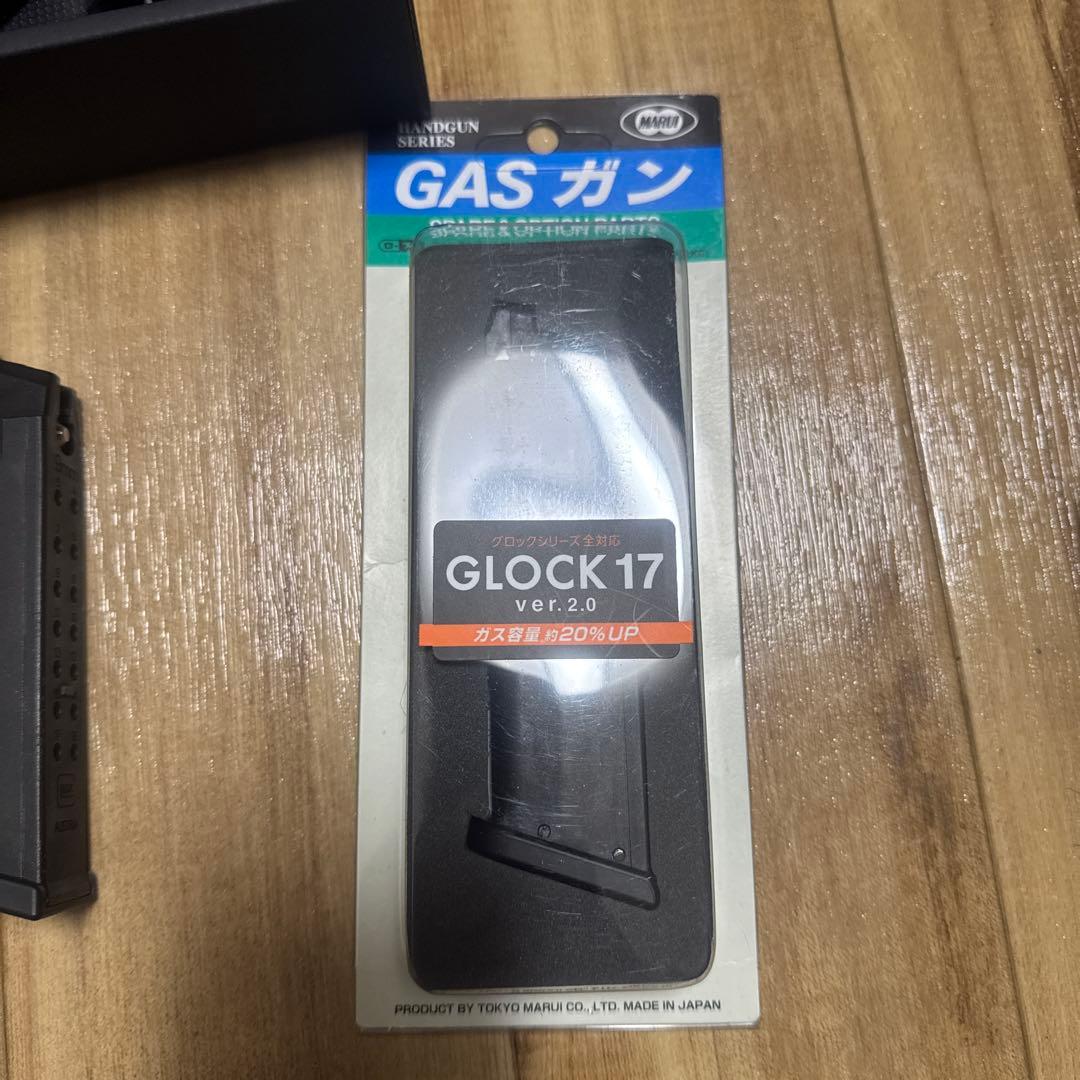 HANDGUN
SERIES
MARUI
GAS ガン
SPARE & OPTION PARTS
グロックシリーズ全対応
GLOCK 17
ver.2.0
ガス容量 約20%UP
PRODUCT BY TOKYO MARUI CO., LTD. MADE IN JAPAN